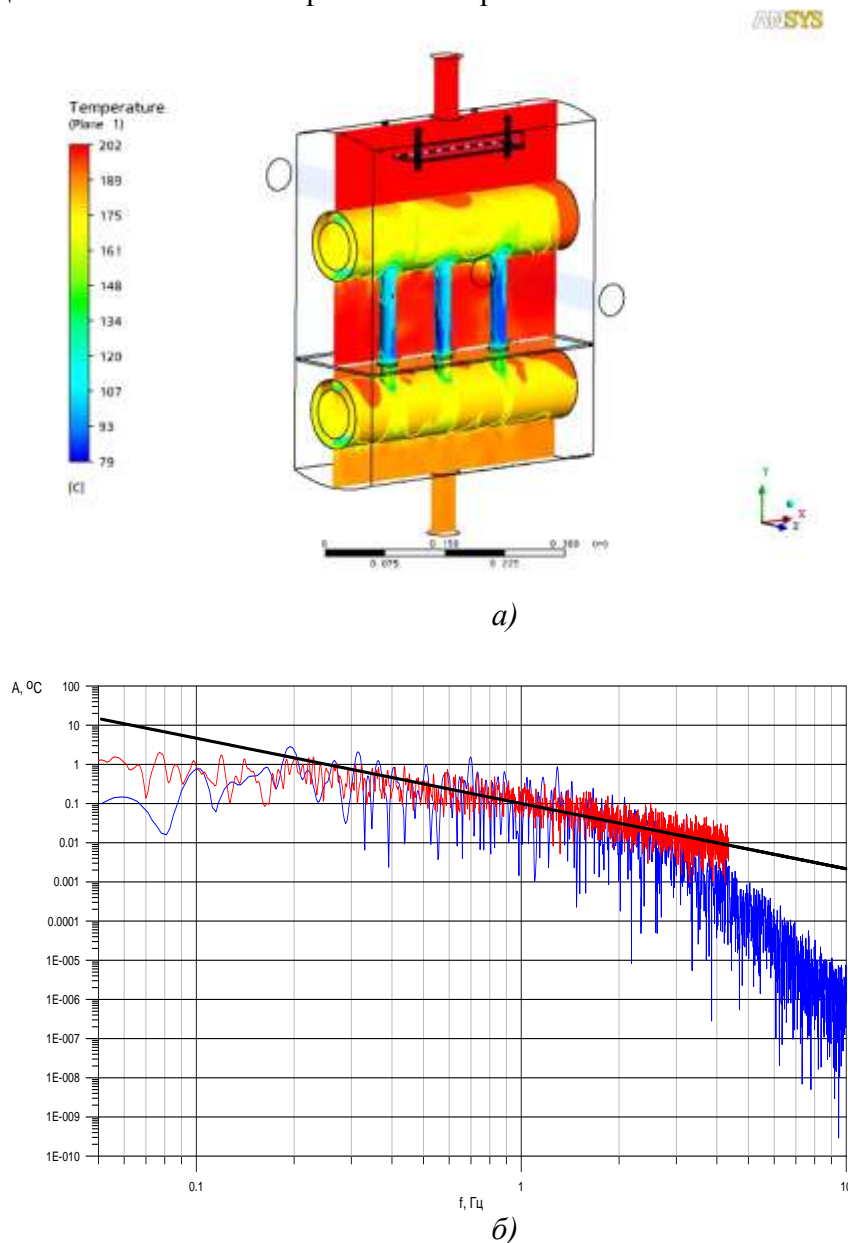 ANSYS
Temperature
(Plane 1)
202
189
175
161
148
134
120
107
93
79
[C]
Y
X
Z
0 0.150 0.300 (m)
0.075 0.225
а)
A, ºC
100
10
1
0.1
0.01
0.001
0.0001
1E-005
1E-006
1E-007
1E-008
1E-009
1E-010
0.1 1 10
f, Гц
б)